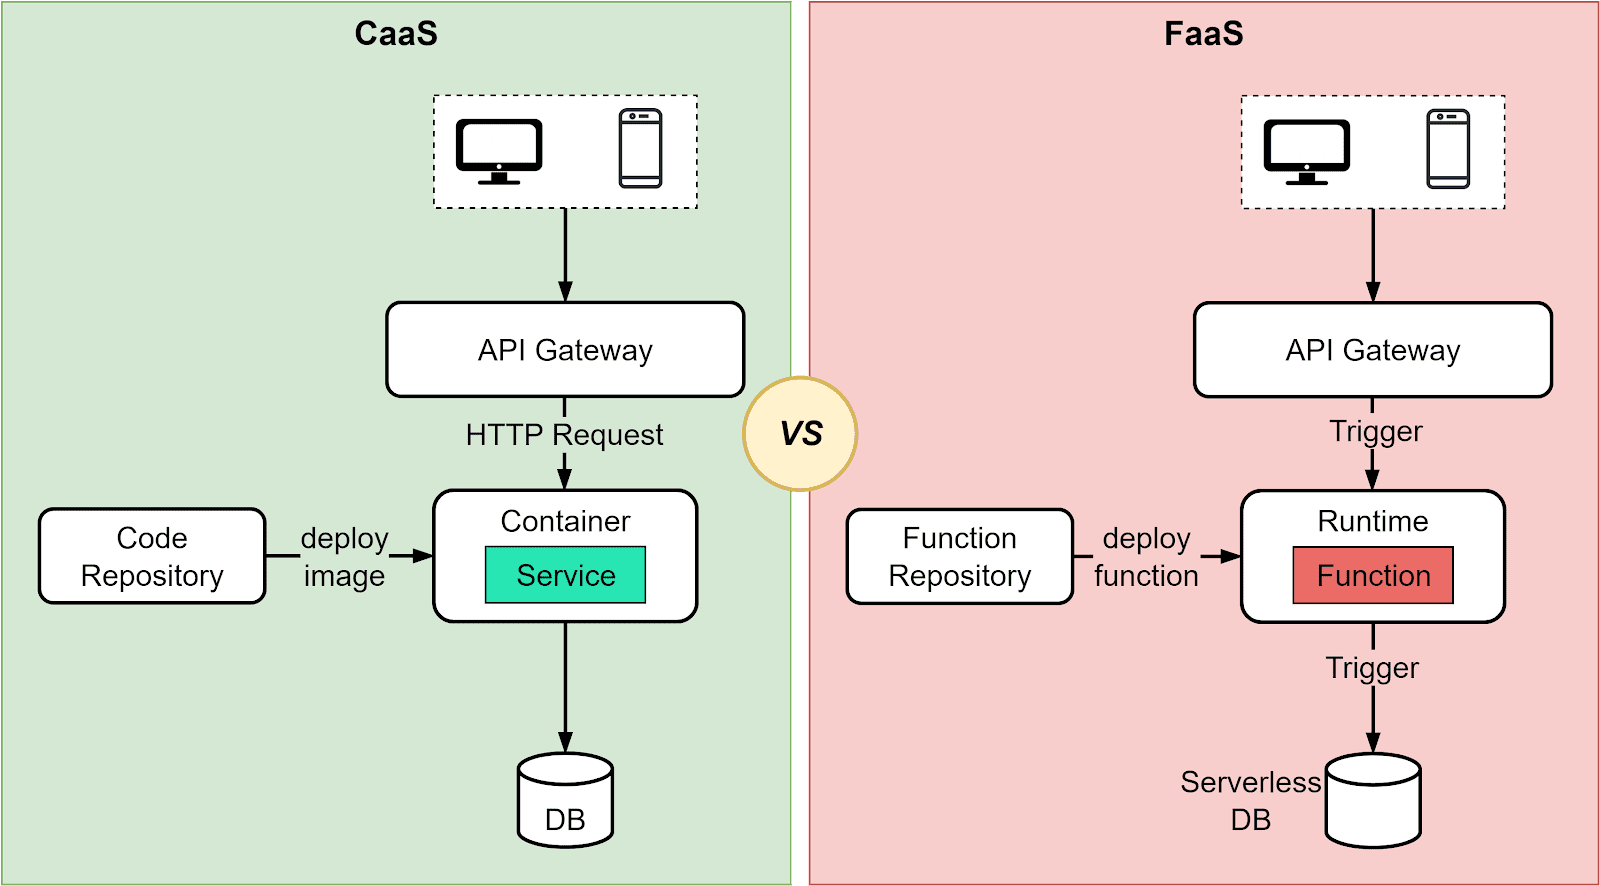 CaaS
API Gateway
HTTP Request
Code
Repository
deploy
image
Container
Service
DB
VS
FaaS
API Gateway
Trigger
Function
Repository
deploy
function
Runtime
Function
Trigger
Serverless
DB